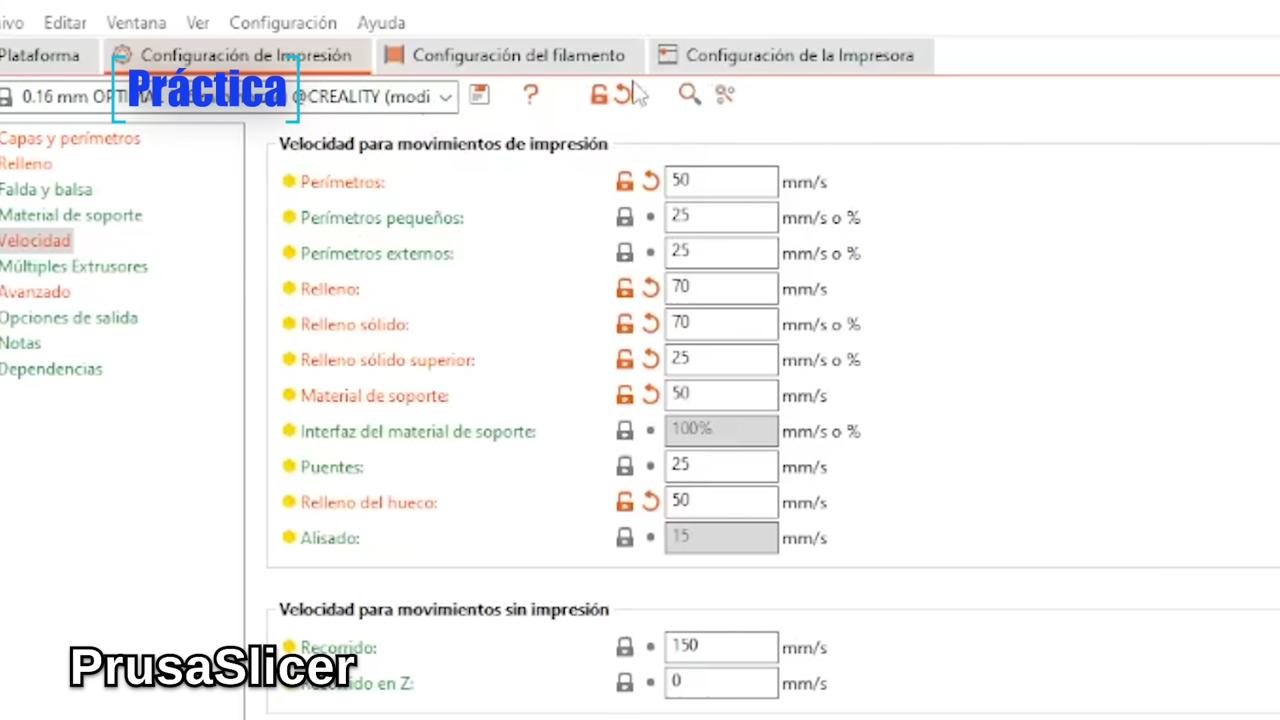 ivo Editar Ventana Ver Configuración Ayuda
Plataforma Configuración de Impresión Configuración del filamento Configuración de la Impresora
Práctica
0.16 mm @CREALITY (modi
Capas y perímetros
Relleno
Falda y balsa
Material de soporte
Velocidad
Múltiples Extrusores
Avanzado
Opciones de salida
Notas
Dependencias
Velocidad para movimientos de impresión
Perímetros: 50 mm/s
Perímetros pequeños: 25 mm/s o %
Perímetros externos: 25 mm/s o %
Relleno: 70 mm/s
Relleno sólido: 70 mm/s o %
Relleno sólido superior: 25 mm/s o %
Material de soporte: 50 mm/s
Interfaz del material de soporte: 100% mm/s o %
Puentes: 25 mm/s
Relleno del hueco: 50 mm/s
Alisado: 15 mm/s
Velocidad para movimientos sin impresión
Recorrido: 150 mm/s
en Z: 0 mm/s
PrusaSlicer